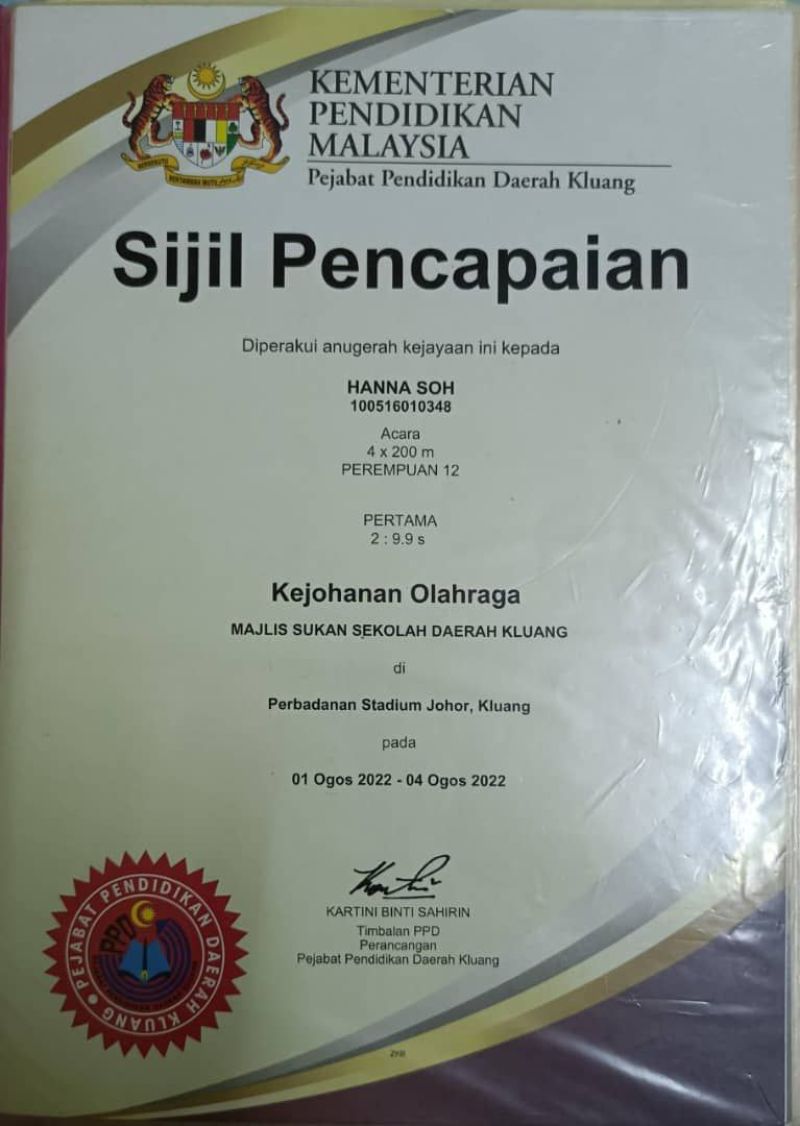 KEMENTERIAN
PENDIDIKAN
MALAYSIA
Pejabat Pendidikan Daerah Kluang
Sijil Pencapaian
Diperakui anugerah kejayaan ini kepada
HANNA SOH
100516010348
Acara
4 x 200 m
PEREMPUAN 12
PERTAMA
2 : 9.9 s
Kejohanan Olahraga
MAJLIS SUKAN SEKOLAH DAERAH KLUANG
di
Perbadanan Stadium Johor, Kluang
pada
01 Ogos 2022 - 04 Ogos 2022
KARTINI BINTI SAHIRIN
Timbalan PPD
Perancangan
Pejabat Pendidikan Daerah Kluang
PEJABAT PENDIDIKAN DAERAH KLUANG
PPD